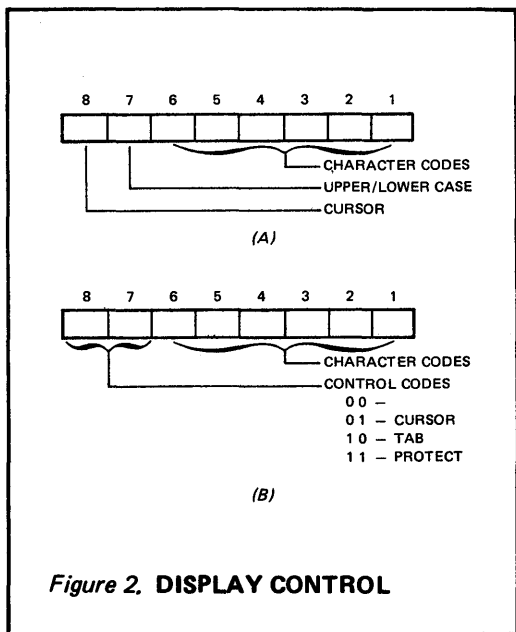 8 7 6 5 4 3 2 1
CHARACTER CODES
UPPER/LOWER CASE
CURSOR
(A)
8 7 6 5 4 3 2 1
CHARACTER CODES
CONTROL CODES
0 0 –
0 1 – CURSOR
1 0 – TAB
1 1 – PROTECT
(B)
Figure 2. DISPLAY CONTROL